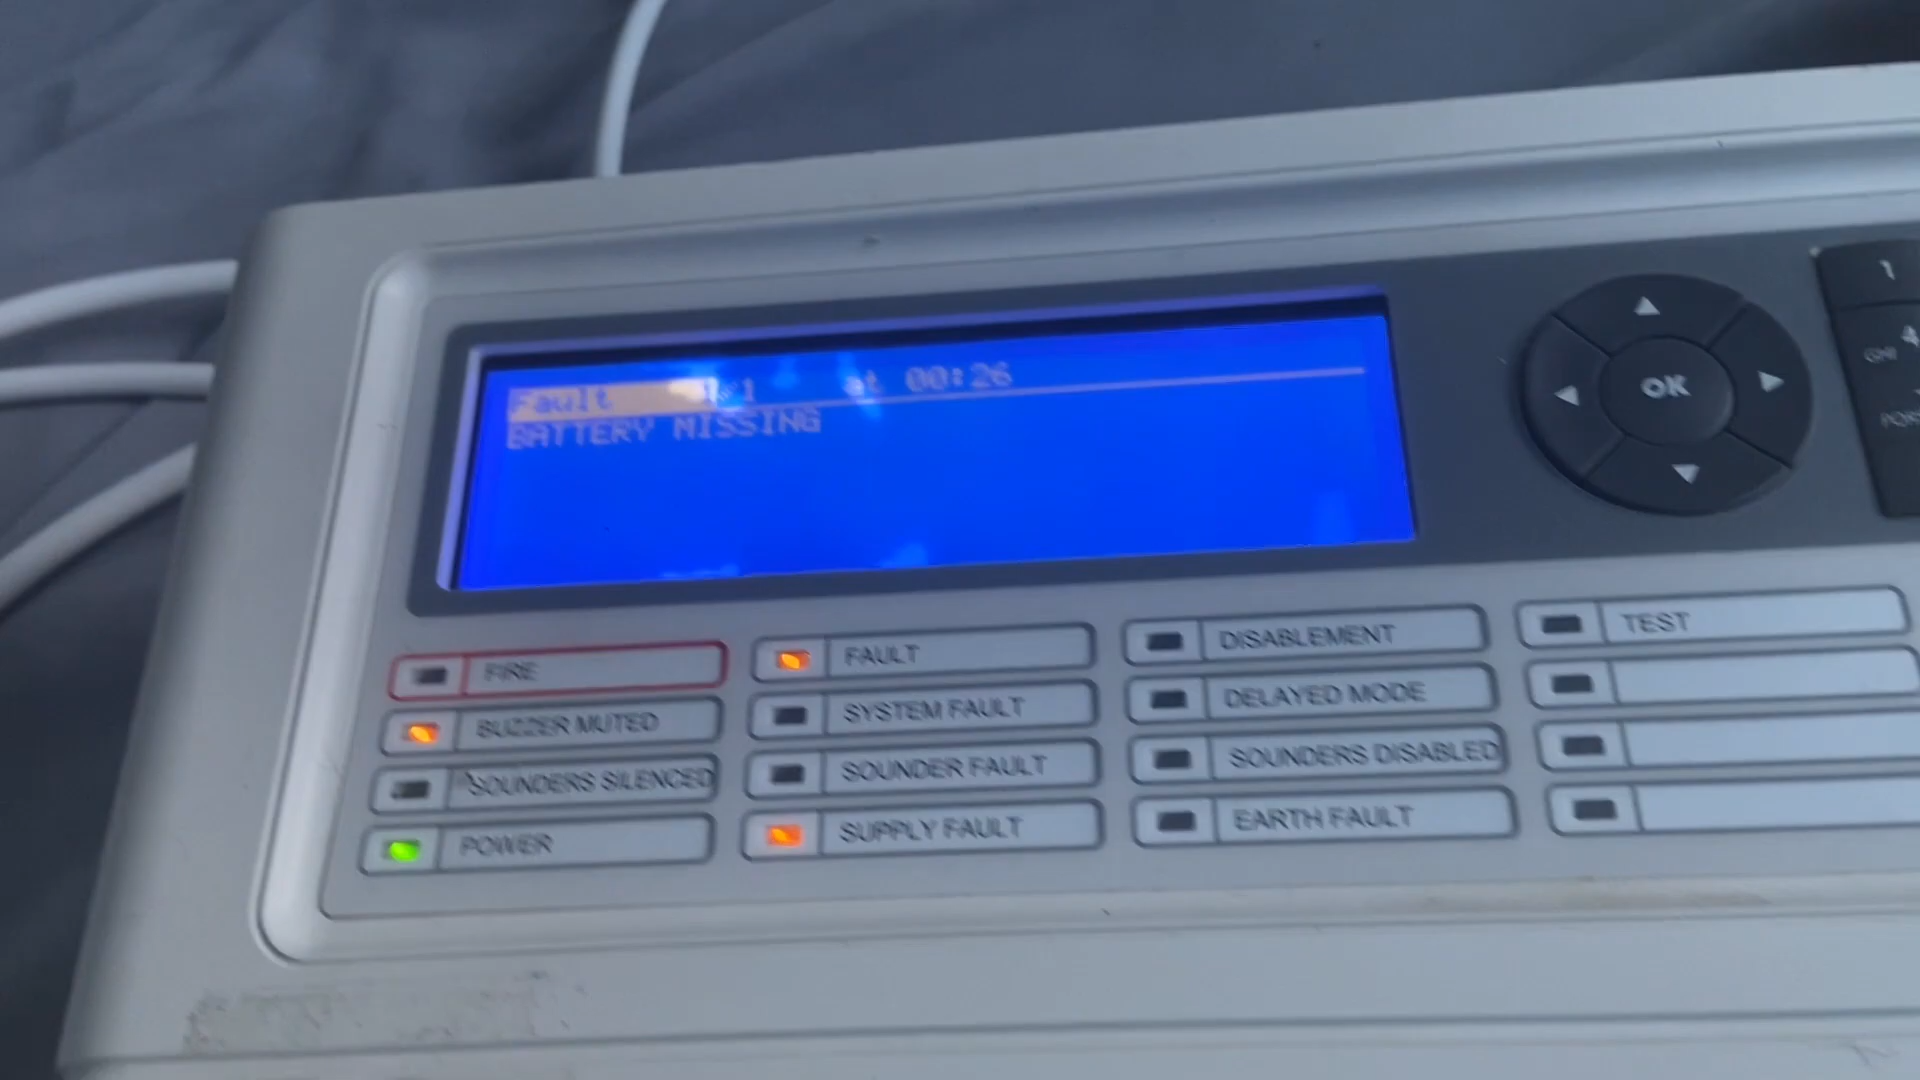 Fault 1 at 00:26
BATTERY MISSING
OK
1
4
GHI
FIRE
FAULT
DISABLEMENT
TEST
BUZZER MUTED
SYSTEM FAULT
DELAYED MODE
SOUNDERS SILENCED
SOUNDER FAULT
SOUNDERS DISABLED
POWER
SUPPLY FAULT
EARTH FAULT